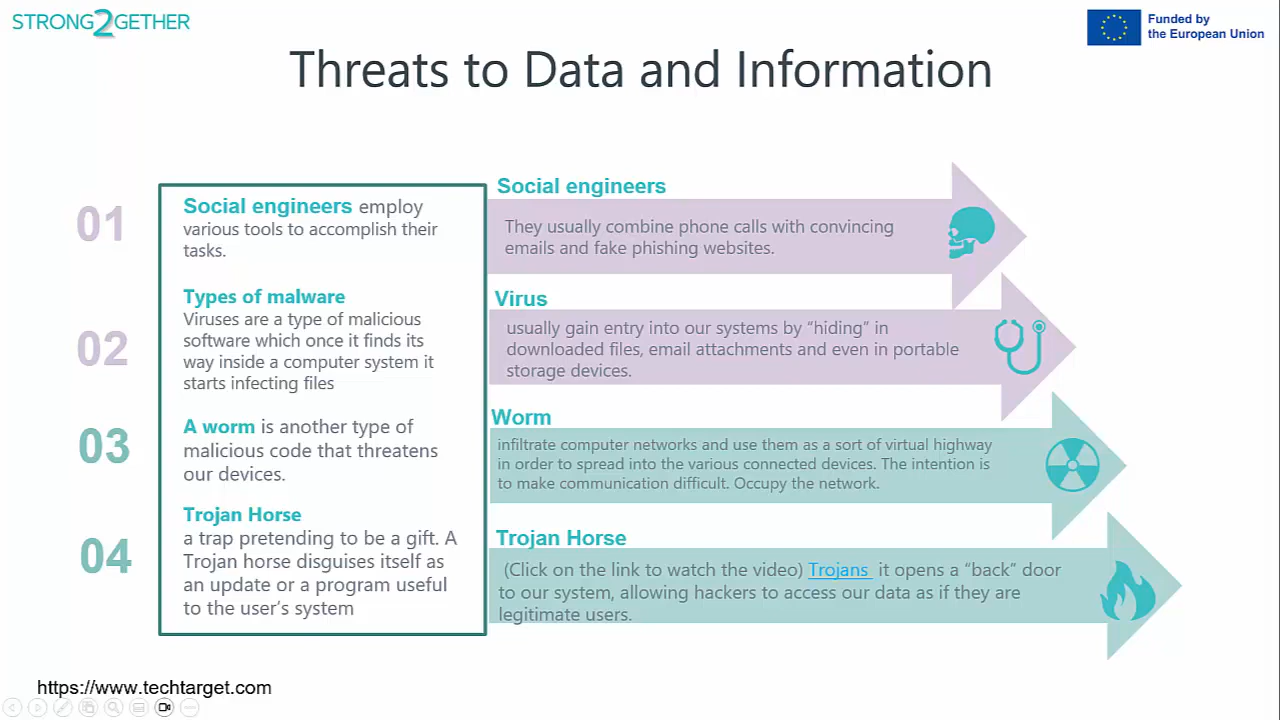 STRONG2GETHER
Funded by
the European Union
Threats to Data and Information
01
Social engineers employ
various tools to accomplish their
tasks.
Social engineers
They usually combine phone calls with convincing
emails and fake phishing websites.
02
Types of malware
Viruses are a type of malicious
software which once it finds its
way inside a computer system it
starts infecting files
Virus
usually gain entry into our systems by “hiding” in
downloaded files, email attachments and even in portable
storage devices.
03
A worm is another type of
malicious code that threatens
our devices.
Worm
infiltrate computer networks and use them as a sort of virtual highway
in order to spread into the various connected devices. The intention is
to make communication difficult. Occupy the network.
04
Trojan Horse
a trap pretending to be a gift. A
Trojan horse disguises itself as
an update or a program useful
to the user’s system
Trojan Horse
(Click on the link to watch the video) Trojans it opens a “back” door
to our system, allowing hackers to access our data as if they are
legitimate users.
https://www.techtarget.com